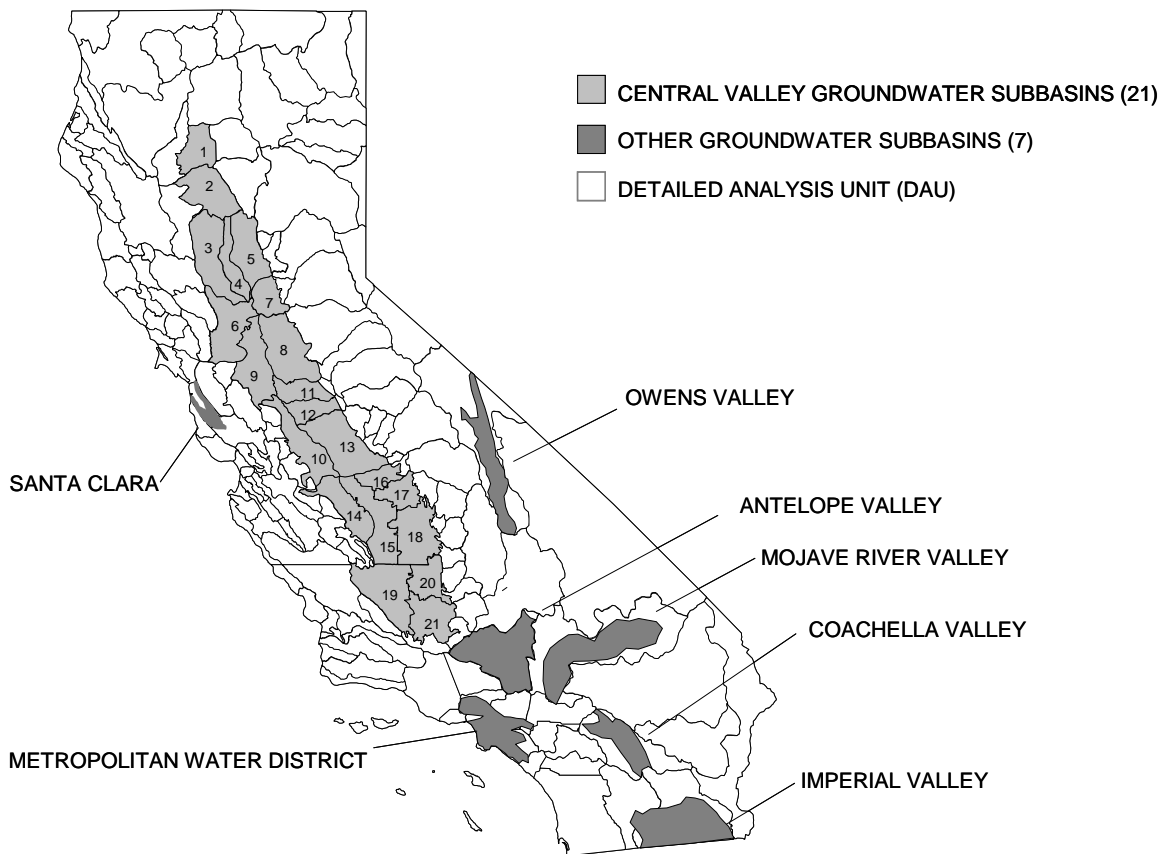 CENTRAL VALLEY GROUNDWATER SUBBASINS (21)
OTHER GROUNDWATER SUBBASINS (7)
DETAILED ANALYSIS UNIT (DAU)
1
2
3
5
4
7
6
8
9
11
12
13
10
16
17
14
15
18
19
20
21
OWENS VALLEY
SANTA CLARA
ANTELOPE VALLEY
MOJAVE RIVER VALLEY
COACHELLA VALLEY
METROPOLITAN WATER DISTRICT
IMPERIAL VALLEY